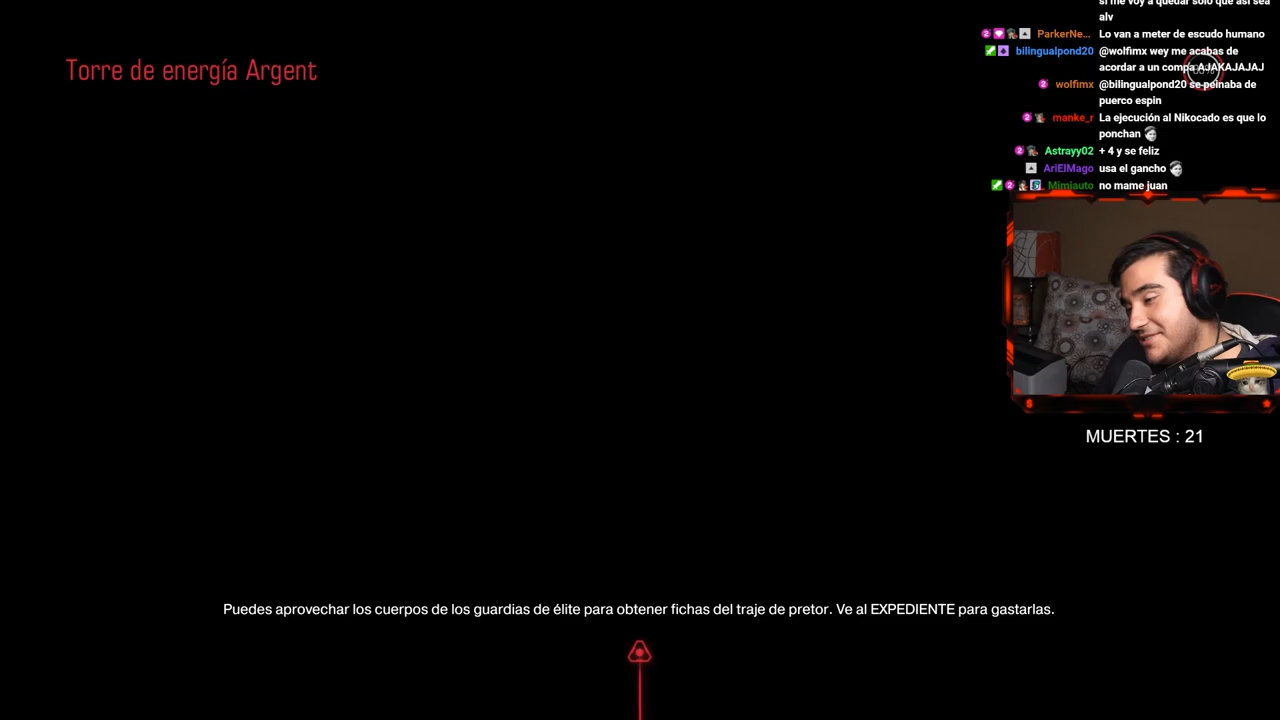 si me voy a quedar solo que así sea
alv
ParkerNe... Lo van a meter de escudo humano
bilingualpond20 @wolfimx wey me acabas de
acordar a un compa AJAKAJAJAJ
wolfimx @bilingualpond20 se peinaba de
puerco espin
manke_r La ejecución al Nikocado es que lo
ponchan
Astrayy02 + 4 y se feliz
AriElMago usa el gancho
Mimiauto no mame juan
Torre de energía Argent
MUERTES : 21
Puedes aprovechar los cuerpos de los guardias de élite para obtener fichas del traje de pretor. Ve al EXPEDIENTE para gastarlas.